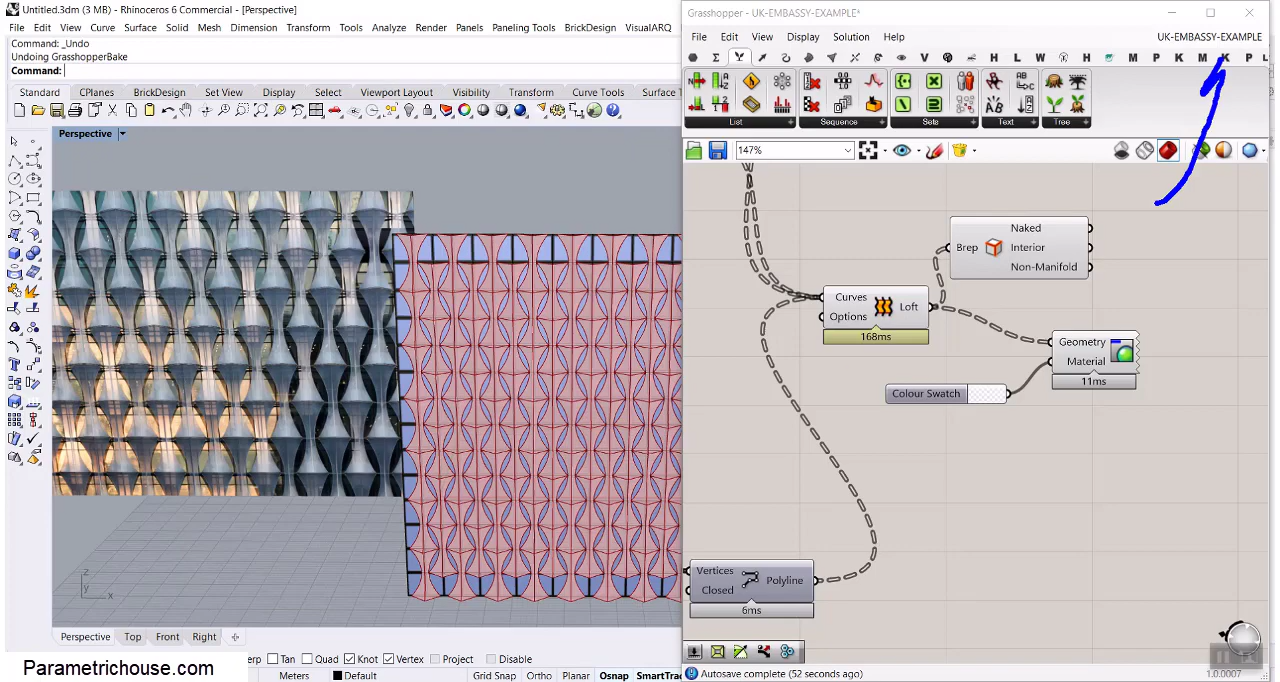 Untitled.3dm (3 MB) - Rhinoceros 6 Commercial - [Perspective]
File Edit View Curve Surface Solid Mesh Dimension Transform Tools Analyze Render Panels Paneling Tools BrickDesign VisualARQ
Command: _Undo
Undoing GrasshopperBake
Command:
Standard CPlanes BrickDesign Set View Display Select Viewport Layout Visibility Transform Curve Tools Surface T
Perspective
z
y
x
Perspective Top Front Right
erp Tan Quad Knot Vertex Project Disable
Meters Default Grid Snap Ortho Planar Osnap SmartTrac
Parametrichouse.com
Grasshopper - UK-EMBASSY-EXAMPLE*
File Edit View Display Solution Help UK-EMBASSY-EXAMPLE
V H L W H M P K M K P L
List Sequence Sets Text Tree
147%
Naked
Brep Interior
Non-Manifold
Curves Loft
Options
168ms
Geometry
Material
11ms
Colour Swatch
Vertices Polyline
Closed
6ms
Autosave complete (52 seconds ago) 1.0.0007